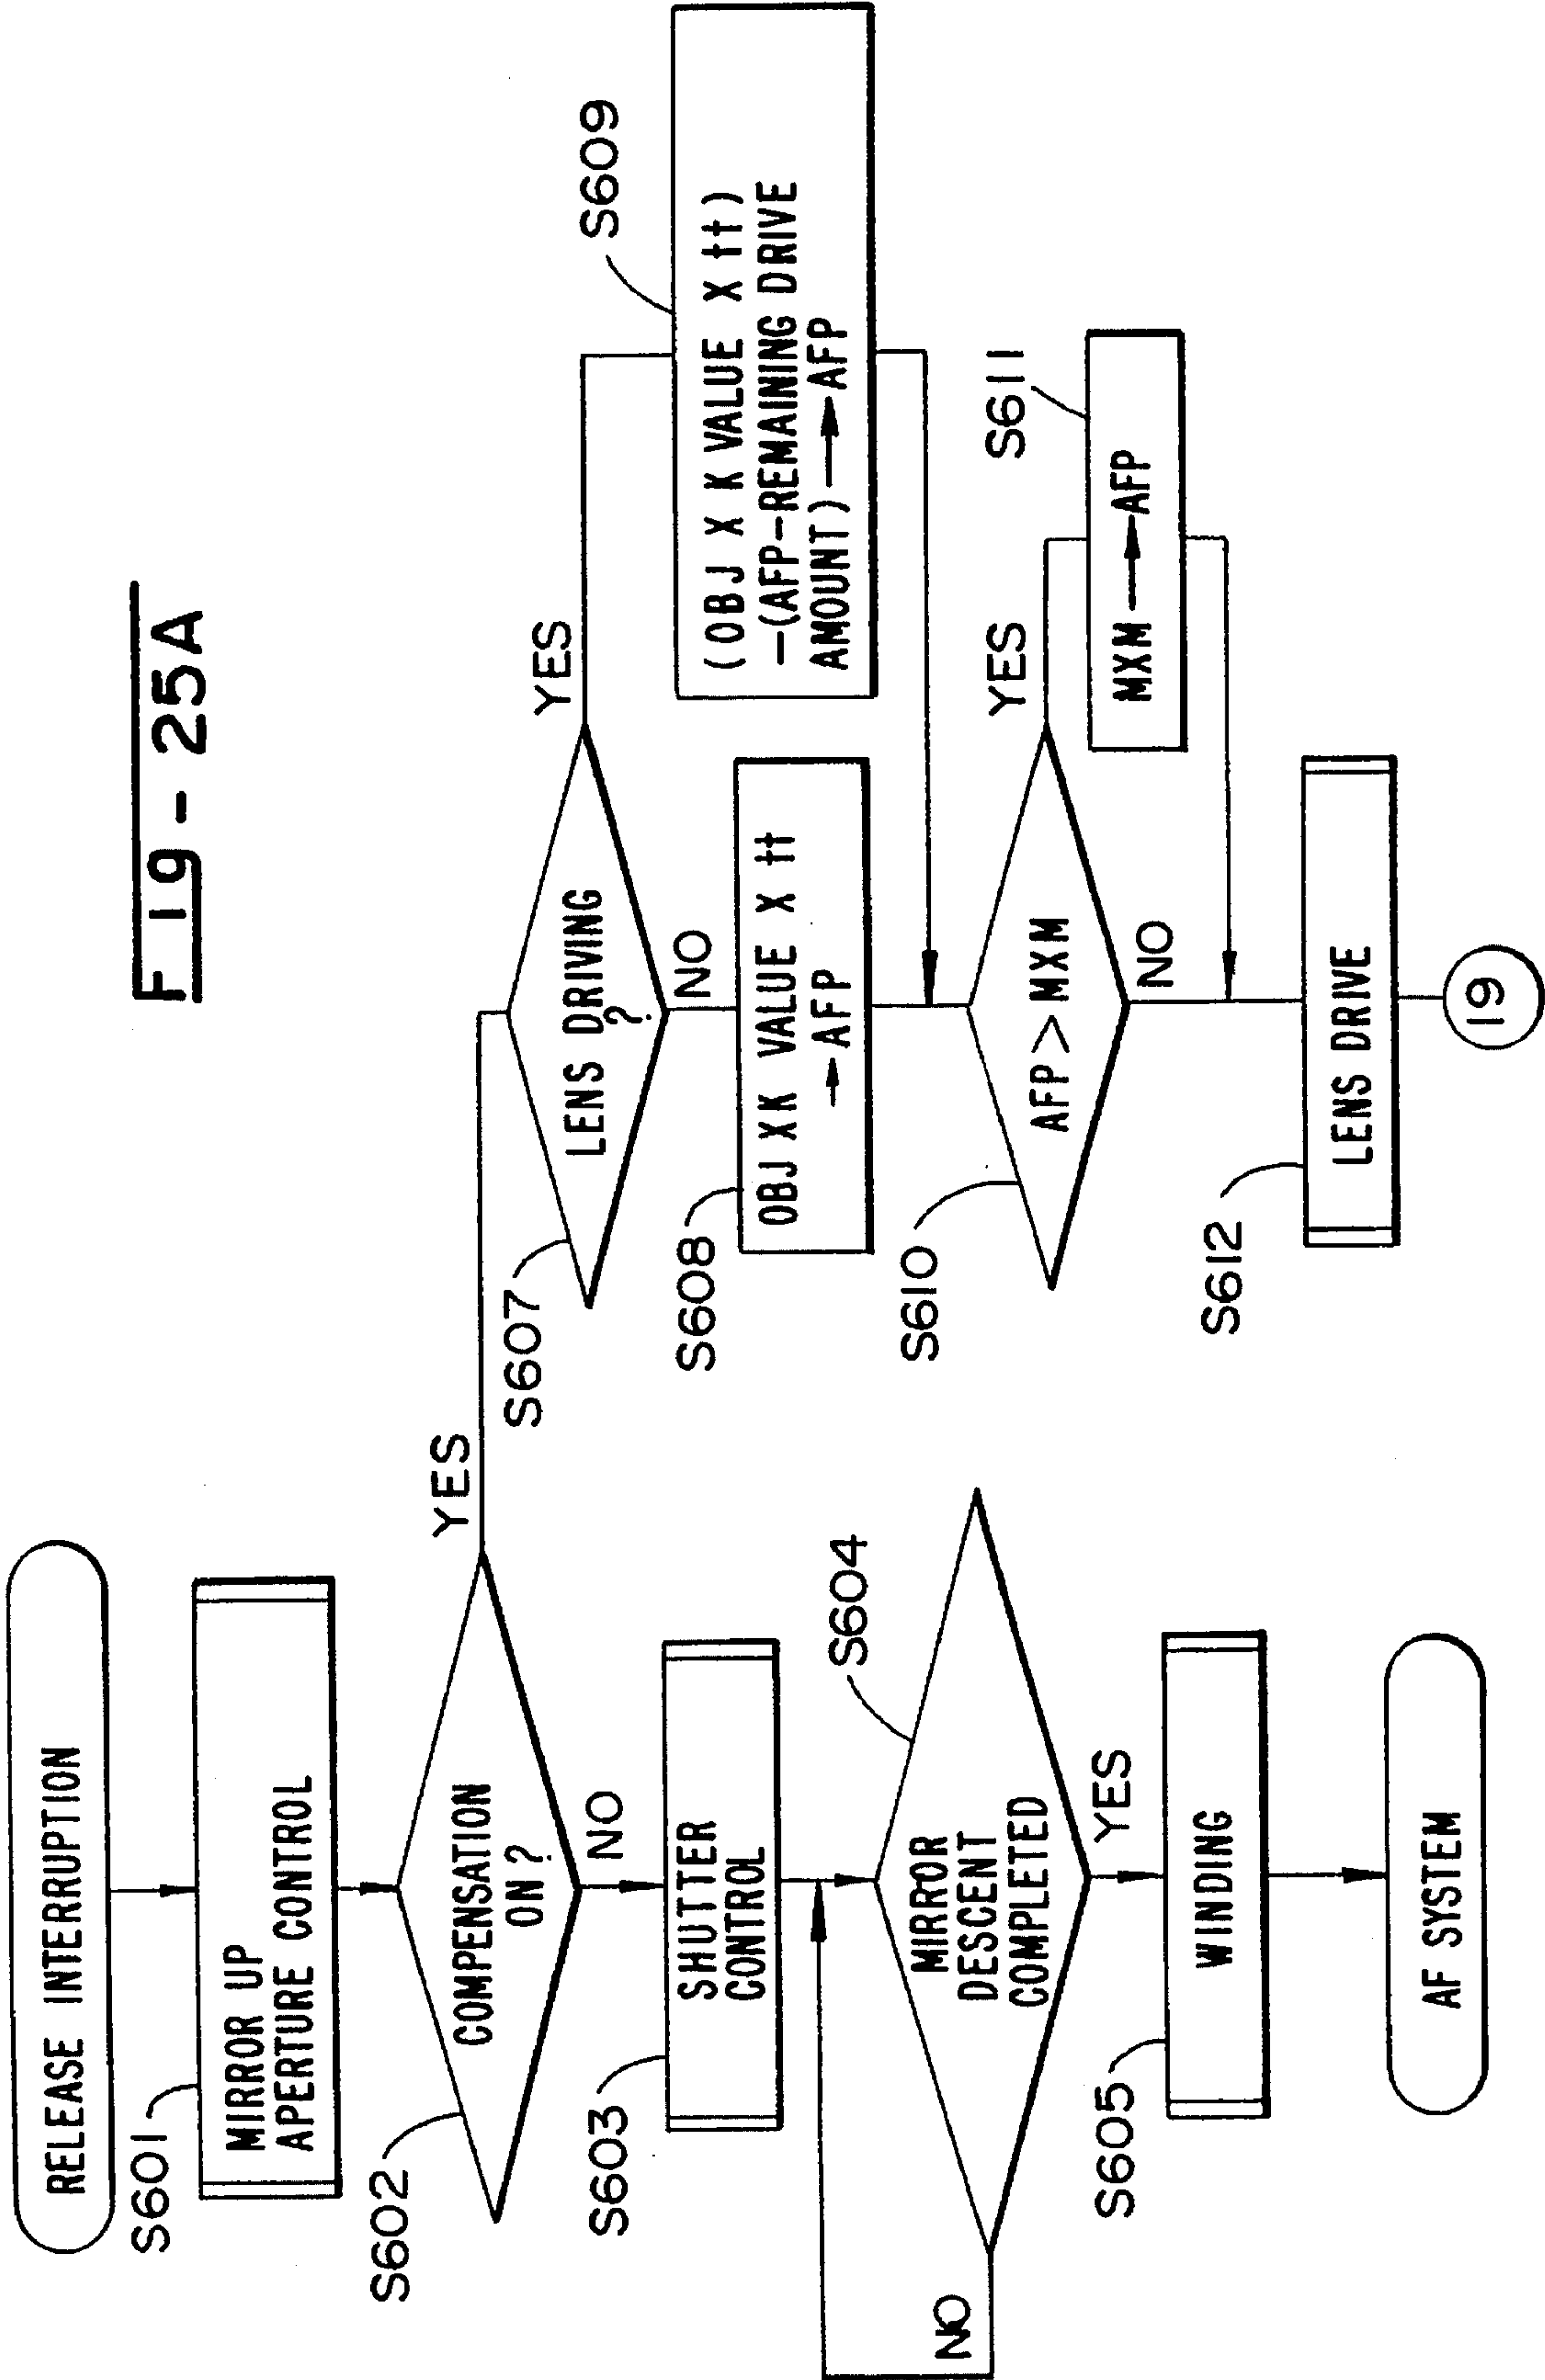 F I9 - 25A
RELEASE INTERRUPTION
S601
MIRROR UP
APERTURE CONTROL
S602
COMPENSATION
ON?
YES
NO
S603
SHUTTER
CONTROL
S604
MIRROR
DESCENT
COMPLETED
NO
YES
S605
WINDING
AF SYSTEM
S607
LENS DRIVING
?
YES
NO
S608
OBJ X K VALUE X tt
→ AFP
S609
(OBJ X K VALUE X tt)
-(AFP-REMAINING DRIVE
AMOUNT) → AFP
S610
AFP > MXM
YES
NO
S611
MXM → AFP
S612
LENS DRIVE
19